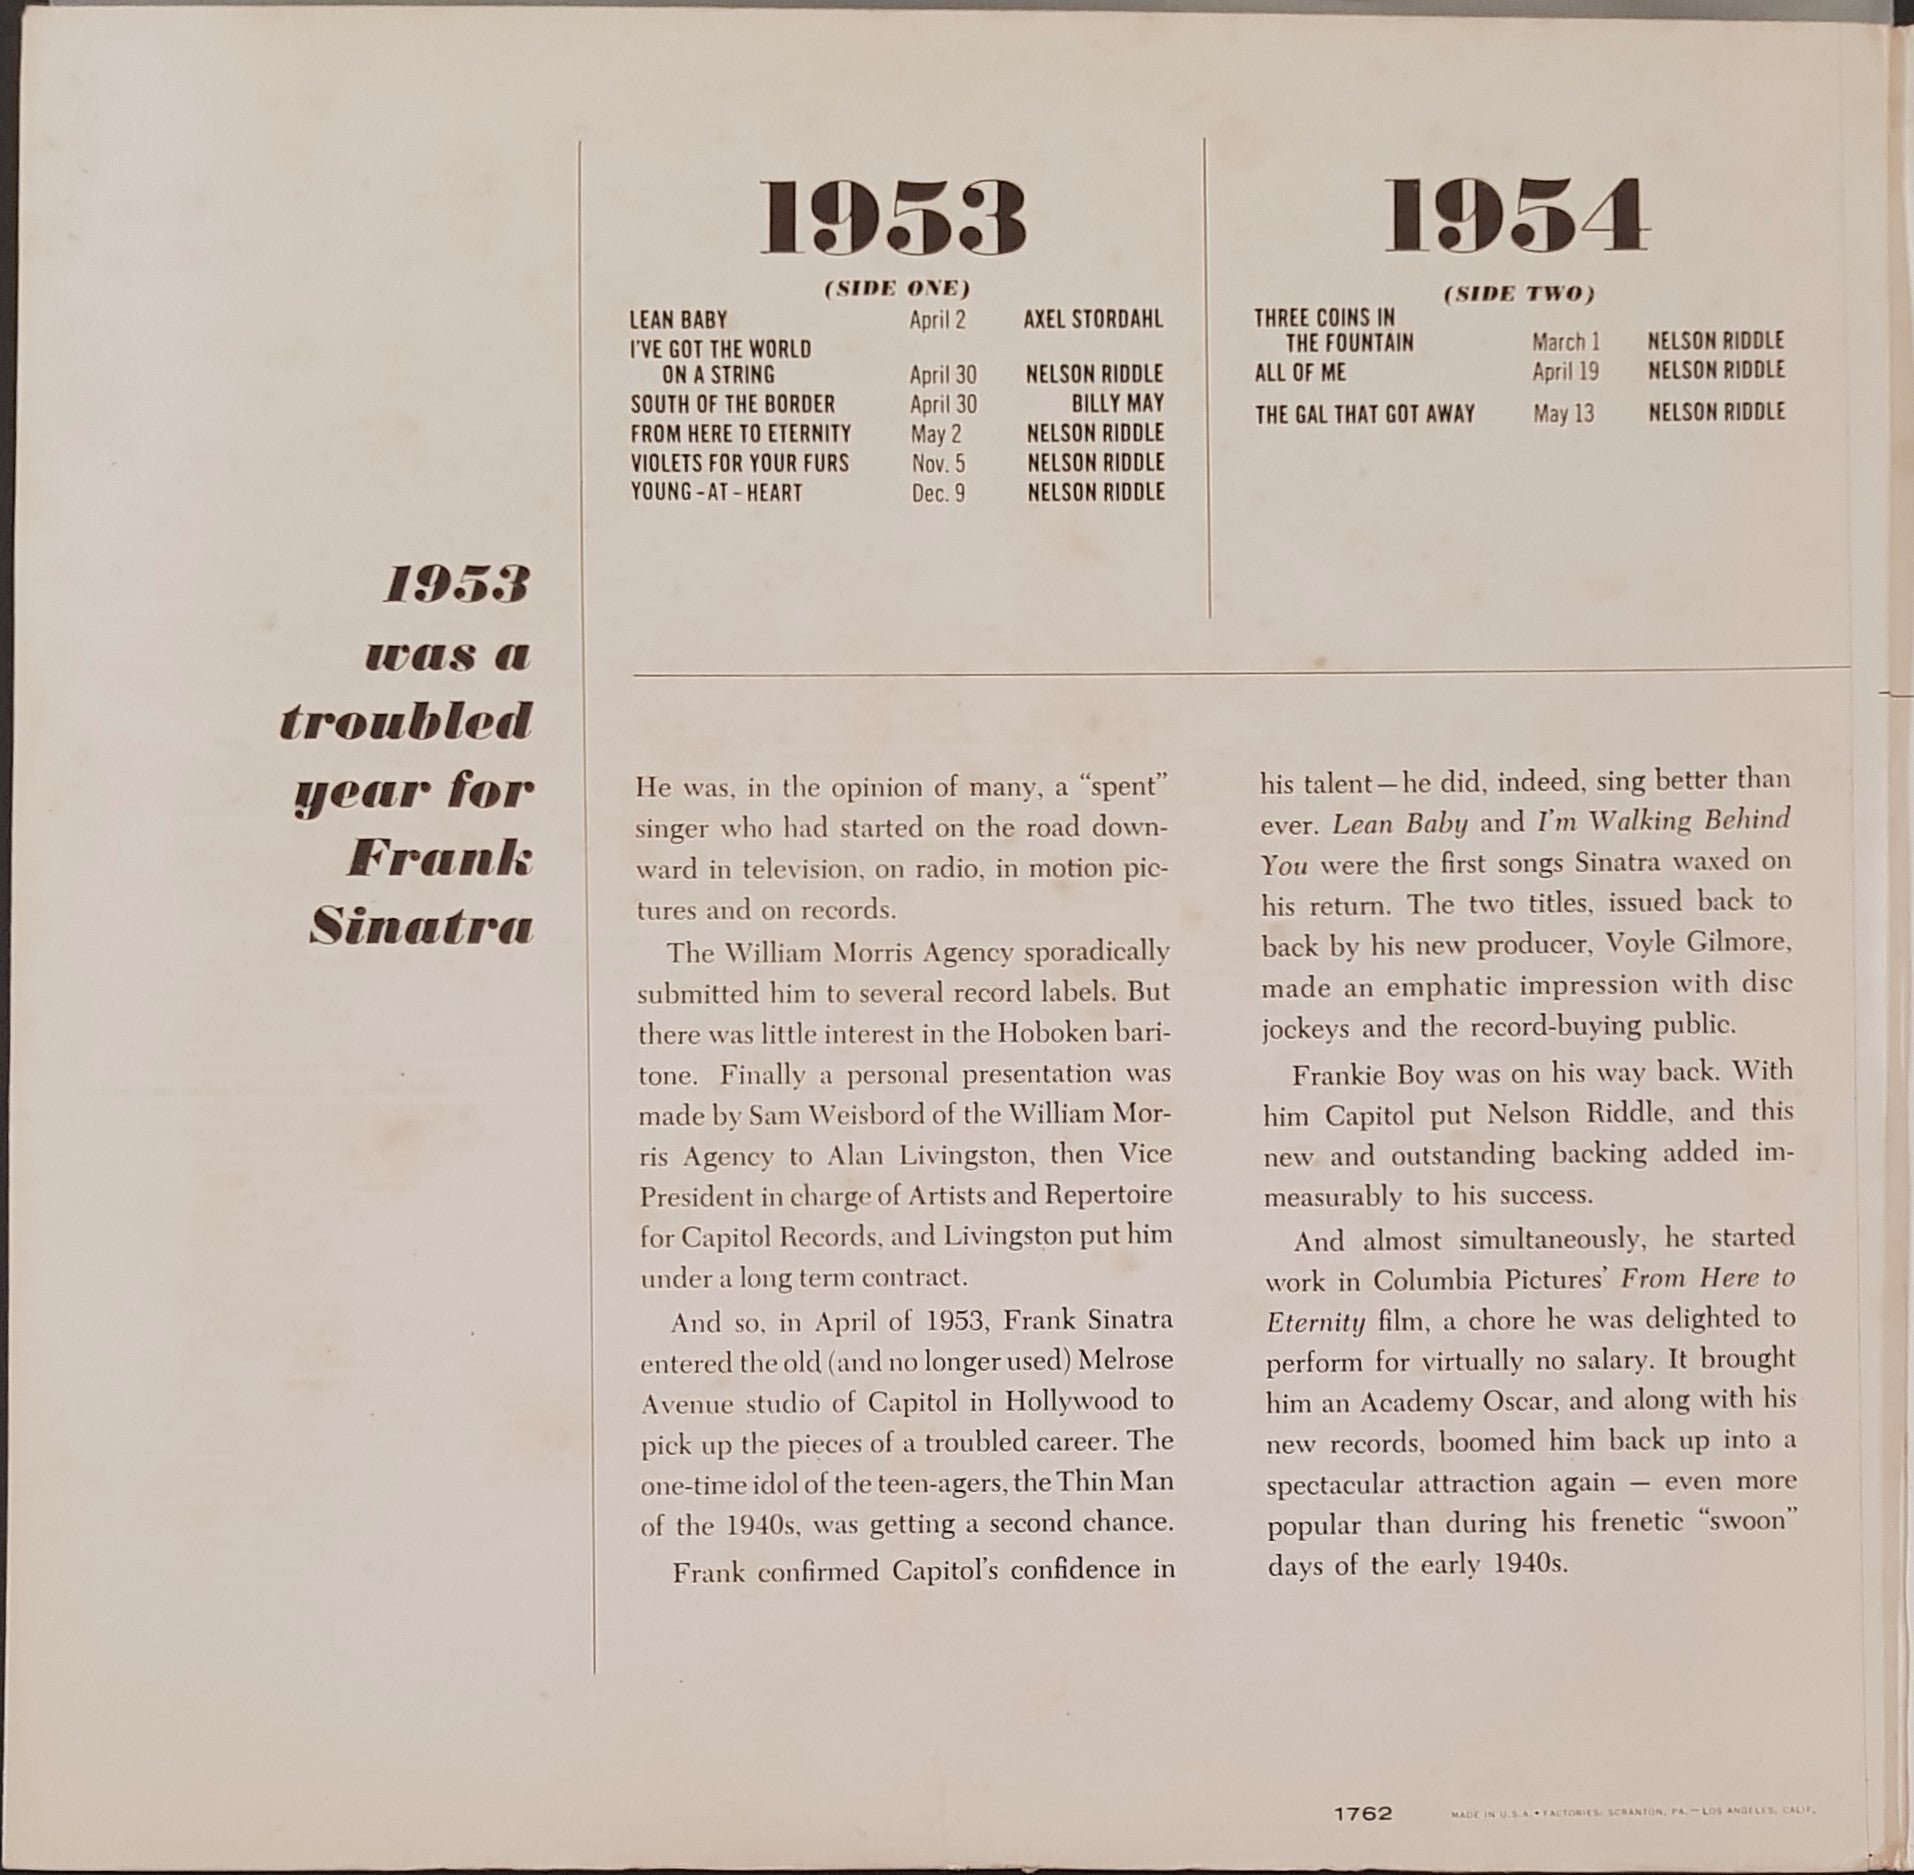 1953
(SIDE ONE)
LEAN BABY April 2 AXEL STORDAHL
I'VE GOT THE WORLD
ON A STRING April 30 NELSON RIDDLE
SOUTH OF THE BORDER April 30 BILLY MAY
FROM HERE TO ETERNITY May 2 NELSON RIDDLE
VIOLETS FOR YOUR FURS Nov. 5 NELSON RIDDLE
YOUNG-AT-HEART Dec. 9 NELSON RIDDLE
1954
(SIDE TWO)
THREE COINS IN
THE FOUNTAIN March 1 NELSON RIDDLE
ALL OF ME April 19 NELSON RIDDLE
THE GAL THAT GOT AWAY May 13 NELSON RIDDLE
1953
was a
troubled
year for
Frank
Sinatra
He was, in the opinion of many, a “spent”
singer who had started on the road down-
ward in television, on radio, in motion pic-
tures and on records.
The William Morris Agency sporadically
submitted him to several record labels. But
there was little interest in the Hoboken bari-
tone. Finally a personal presentation was
made by Sam Weisbord of the William Mor-
ris Agency to Alan Livingston, then Vice
President in charge of Artists and Repertoire
for Capitol Records, and Livingston put him
under a long term contract.
And so, in April of 1953, Frank Sinatra
entered the old (and no longer used) Melrose
Avenue studio of Capitol in Hollywood to
pick up the pieces of a troubled career. The
one-time idol of the teen-agers, the Thin Man
of the 1940s, was getting a second chance.
Frank confirmed Capitol’s confidence in
his talent—he did, indeed, sing better than
ever. Lean Baby and I’m Walking Behind
You were the first songs Sinatra waxed on
his return. The two titles, issued back to
back by his new producer, Voyle Gilmore,
made an emphatic impression with disc
jockeys and the record-buying public.
Frankie Boy was on his way back. With
him Capitol put Nelson Riddle, and this
new and outstanding backing added im-
measurably to his success.
And almost simultaneously, he started
work in Columbia Pictures’ From Here to
Eternity film, a chore he was delighted to
perform for virtually no salary. It brought
him an Academy Oscar, and along with his
new records, boomed him back up into a
spectacular attraction again — even more
popular than during his frenetic “swoon”
days of the early 1940s.
1762 MADE IN U.S.A. • FACTORIES: SCRANTON, PA.—LOS ANGELES, CALIF.